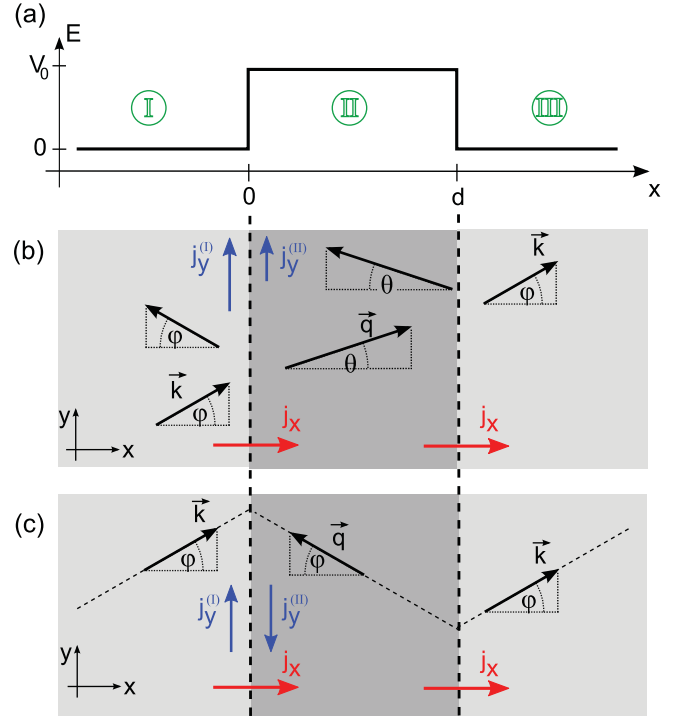 (a)
E
V₀
I
II
III
0
0
d
x
(b)
j_y^(I)
j_y^(II)
θ
k⃗
φ
φ
q⃗
θ
k⃗
φ
y
x
j_x
j_x
(c)
k⃗
φ
q⃗
φ
k⃗
φ
j_y^(I)
j_y^(II)
y
x
j_x
j_x